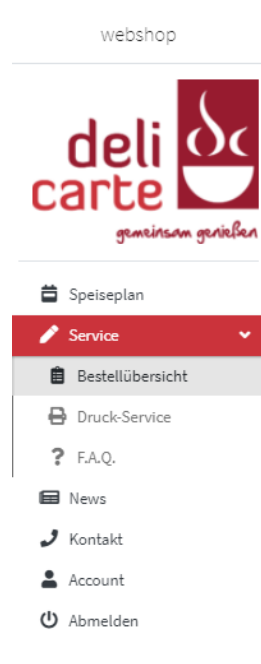 webshop
deli
carte
gemeinsam genießen
Speiseplan
Service
Bestellübersicht
Druck-Service
F.A.Q.
News
Kontakt
Account
Abmelden